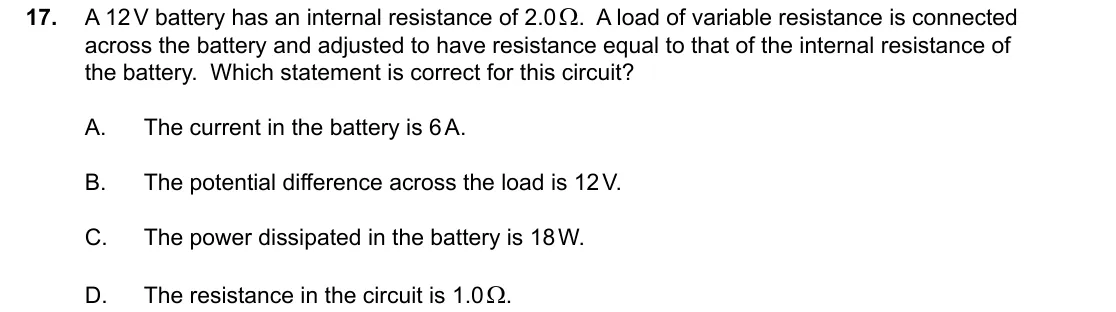 17. A 12V battery has an internal resistance of 2.0Ω. A load of variable resistance is connected
across the battery and adjusted to have resistance equal to that of the internal resistance of
the battery. Which statement is correct for this circuit?
A. The current in the battery is 6A.
B. The potential difference across the load is 12V.
C. The power dissipated in the battery is 18W.
D. The resistance in the circuit is 1.0Ω.